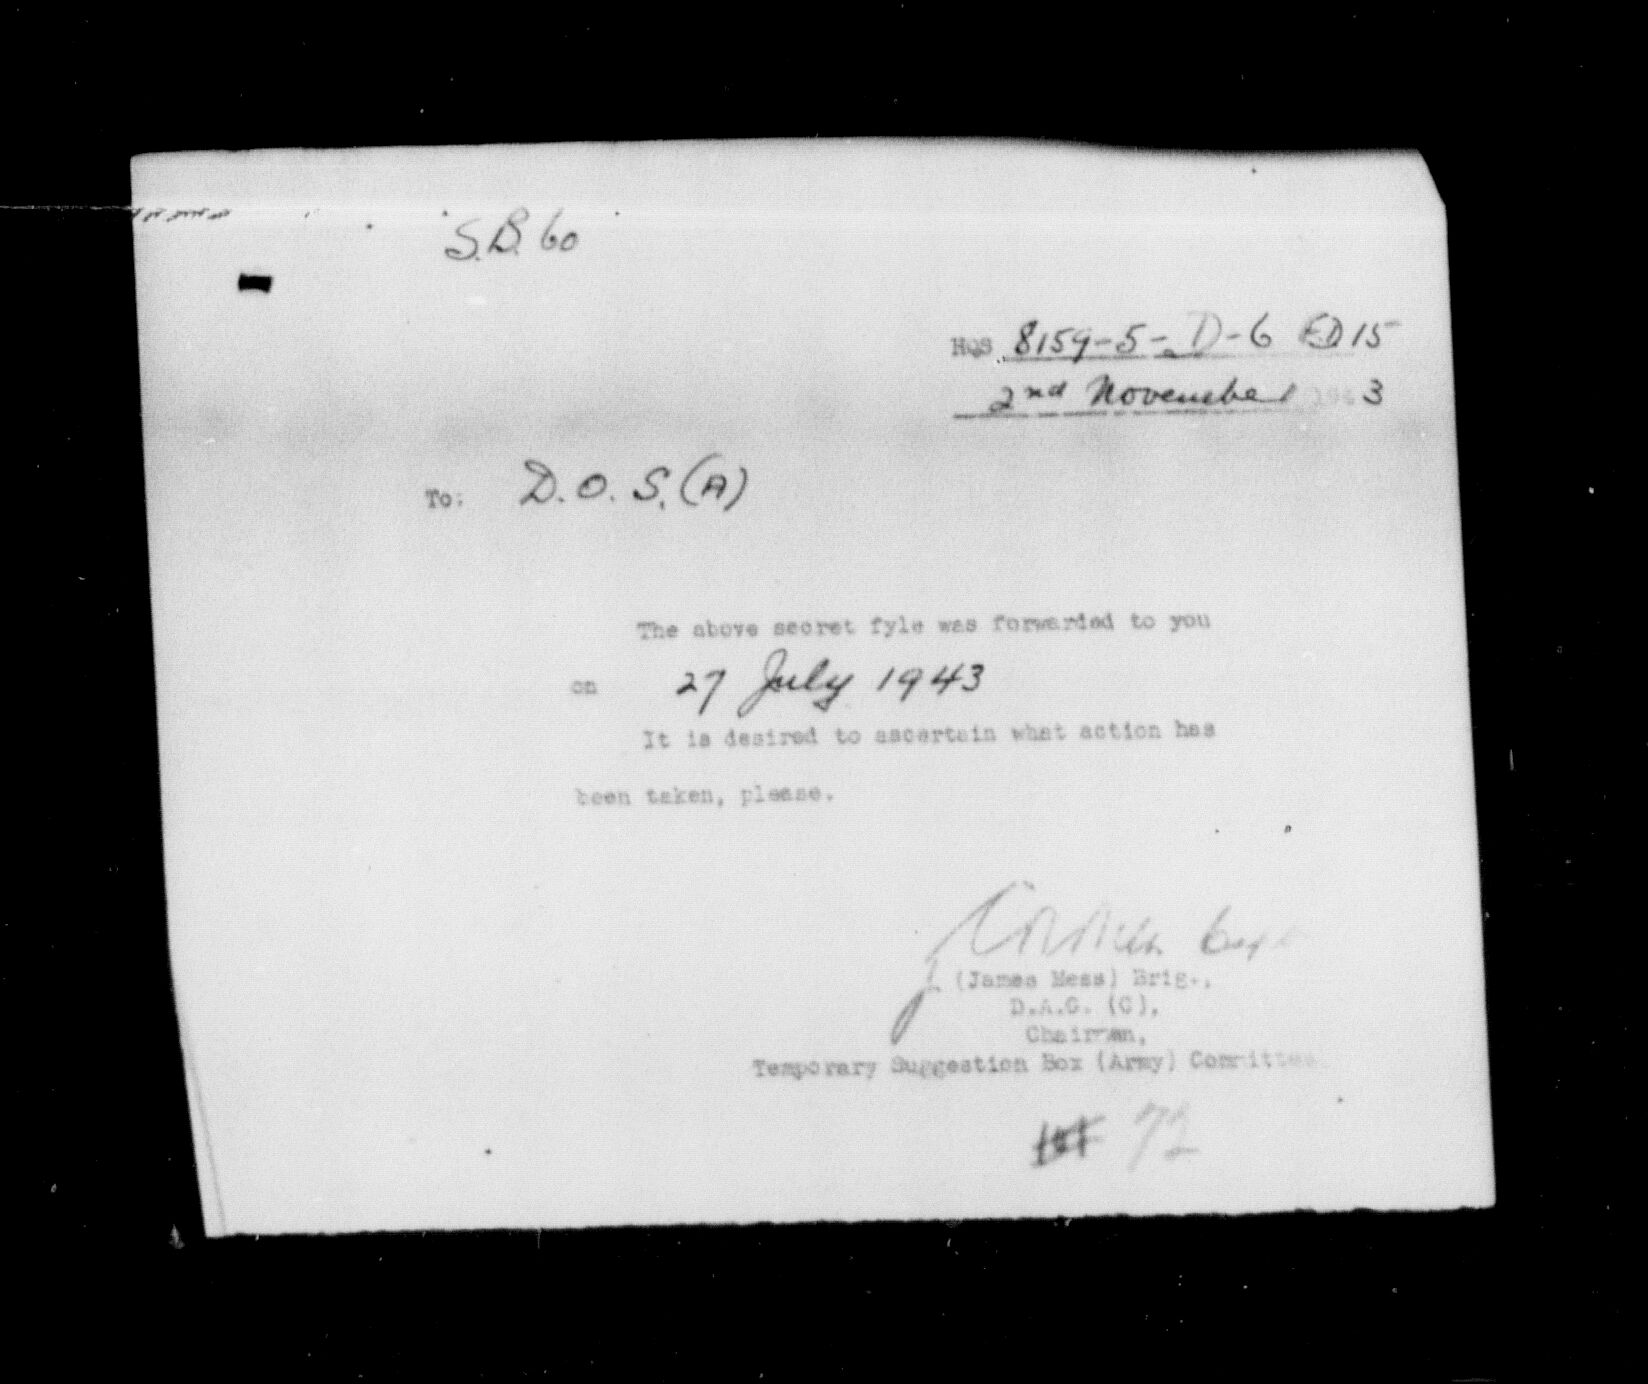 S.B. 60
HQS 8159-5-D-6 FD 15
2nd November 1943
To: D.O.S.(A)
The above secret fyle was forwarded to you
on 27 July 1943
It is desired to ascertain what action has
been taken, please.
(James Mess) Brig.,
D.A.G. (C),
Chairman,
Temporary Suggestion Box (Army) Committee
72